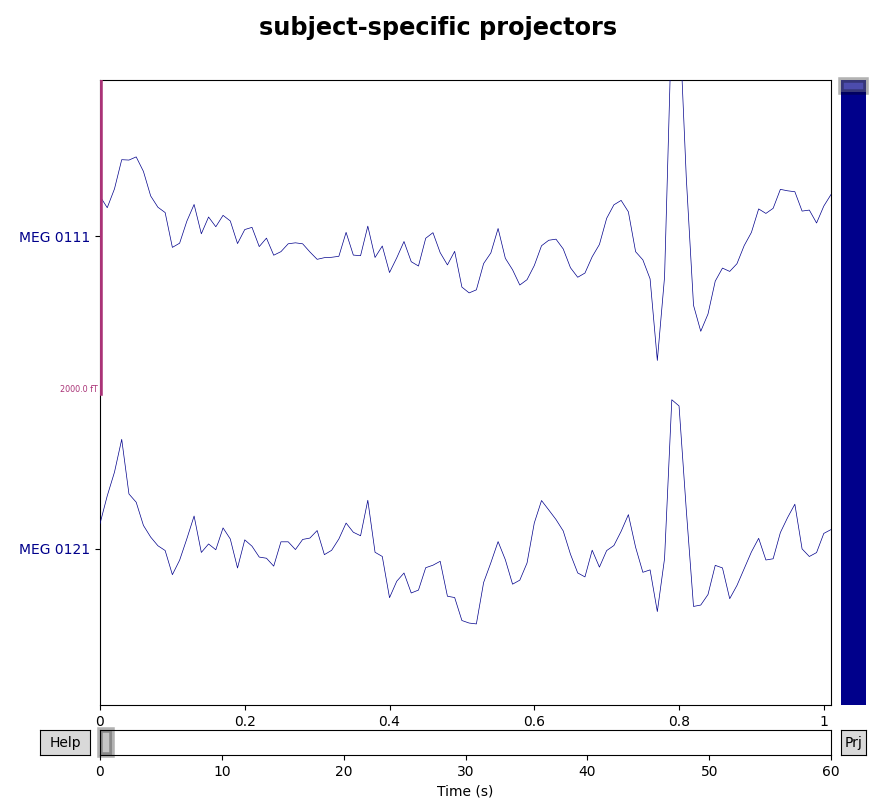 subject-specific projectors
MEG 0111
2000.0 fT
MEG 0121
0 0.2 0.4 0.6 0.8 1
Help
Prj
0 10 20 30 40 50 60
Time (s)